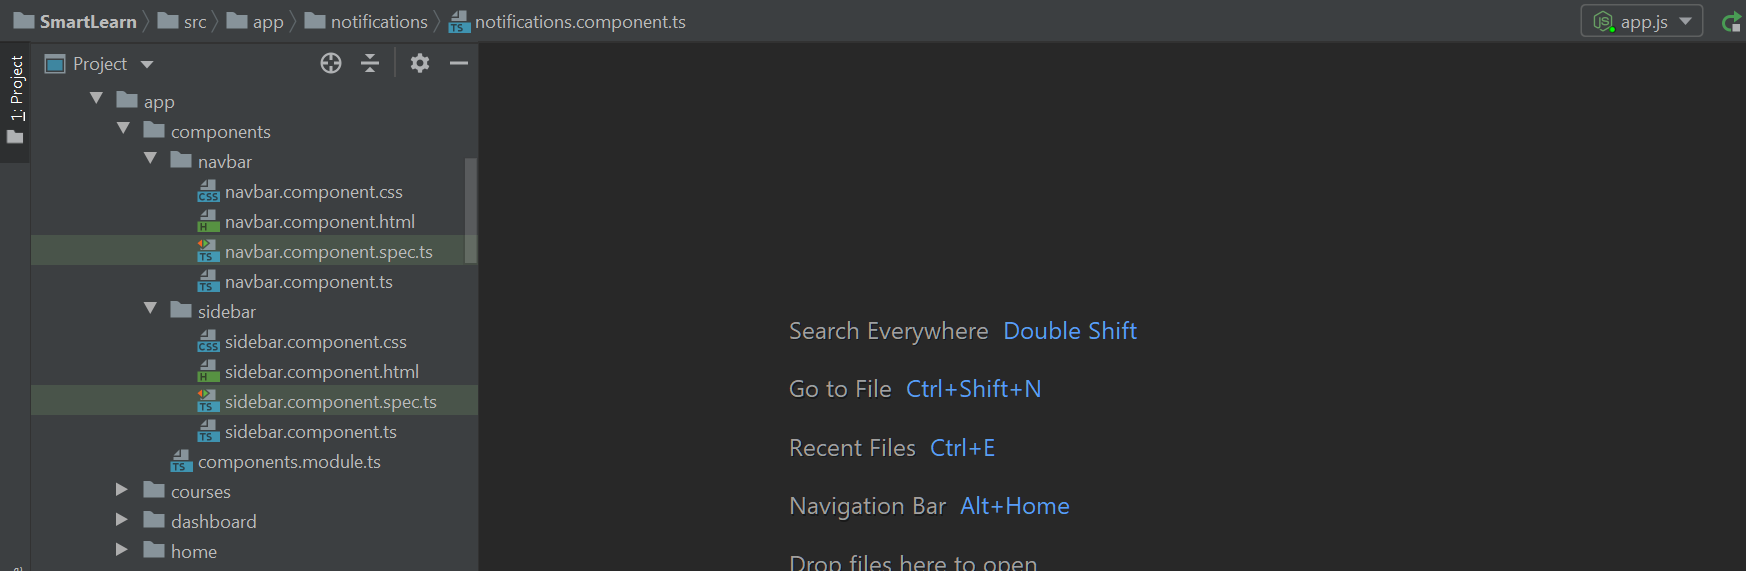 SmartLearn src app notifications notifications.component.ts app.js
1: Project
Project
app
components
navbar
navbar.component.css
navbar.component.html
navbar.component.spec.ts
navbar.component.ts
sidebar
sidebar.component.css
sidebar.component.html
sidebar.component.spec.ts
sidebar.component.ts
components.module.ts
courses
dashboard
home
Search Everywhere Double Shift
Go to File Ctrl+Shift+N
Recent Files Ctrl+E
Navigation Bar Alt+Home
Drop files here to open